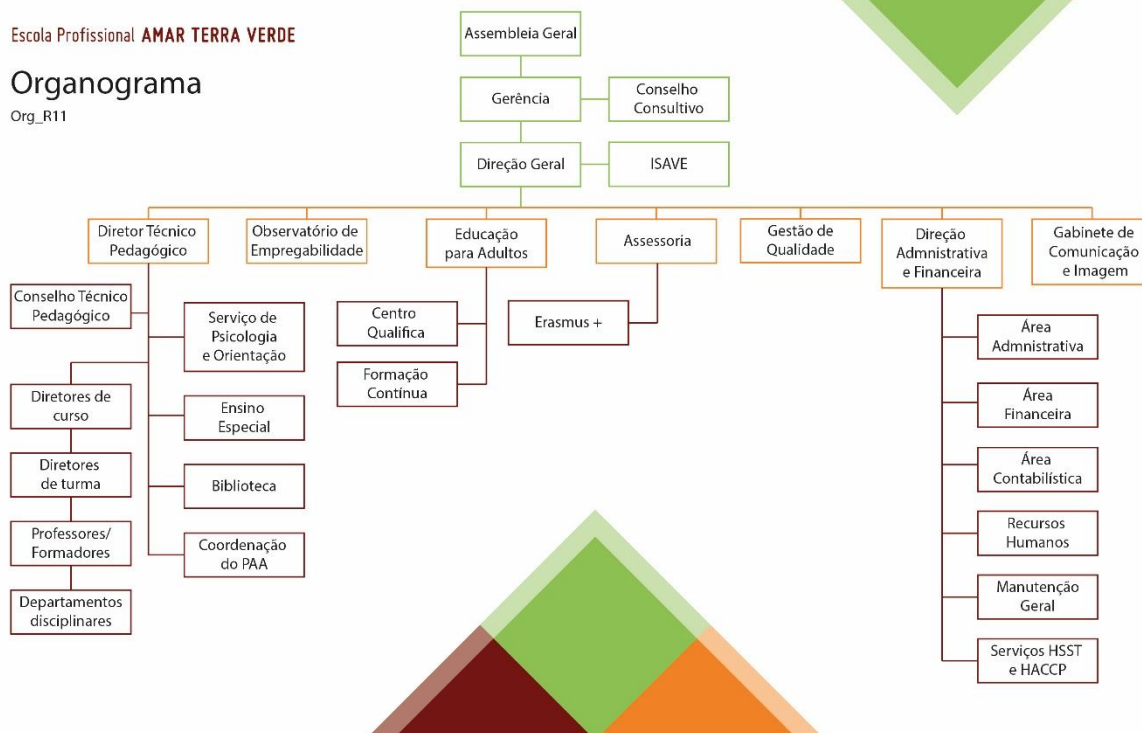 Escola Profissional AMAR TERRA VERDE
Organograma
Org_R11
Assembleia Geral
Gerência
Conselho
Consultivo
Direção Geral
ISAVE
Diretor Técnico
Pedagógico
Observatório de
Empregabilidade
Educação
para Adultos
Assessoria
Gestão de
Qualidade
Direção
Admnistrativa
e Financeira
Gabinete de
Comunicação
e Imagem
Conselho Técnico
Pedagógico
Serviço de
Psicologia
e Orientação
Diretores de
curso
Ensino
Especial
Diretores
de turma
Biblioteca
Professores/
Formadores
Coordenação
do PAA
Departamentos
disciplinares
Centro
Qualifica
Formação
Contínua
Erasmus +
Área
Admnistrativa
Área
Financeira
Área
Contabilística
Recursos
Humanos
Manutenção
Geral
Serviços HSST
e HACCP